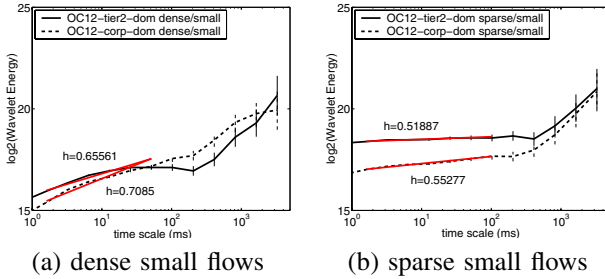 OC12-tier2-dom dense/small
OC12-corp-dom dense/small
log2(Wavelet Energy)
25
20
15
h=0.65561
h=0.7085
10^0 10^1 10^2 10^3
time scale (ms)
(a) dense small flows
OC12-tier2-dom sparse/small
OC12-corp-dom sparse/small
log2(Wavelet Energy)
25
20
15
h=0.51887
h=0.55277
10^0 10^1 10^2 10^3
time scale (ms)
(b) sparse small flows